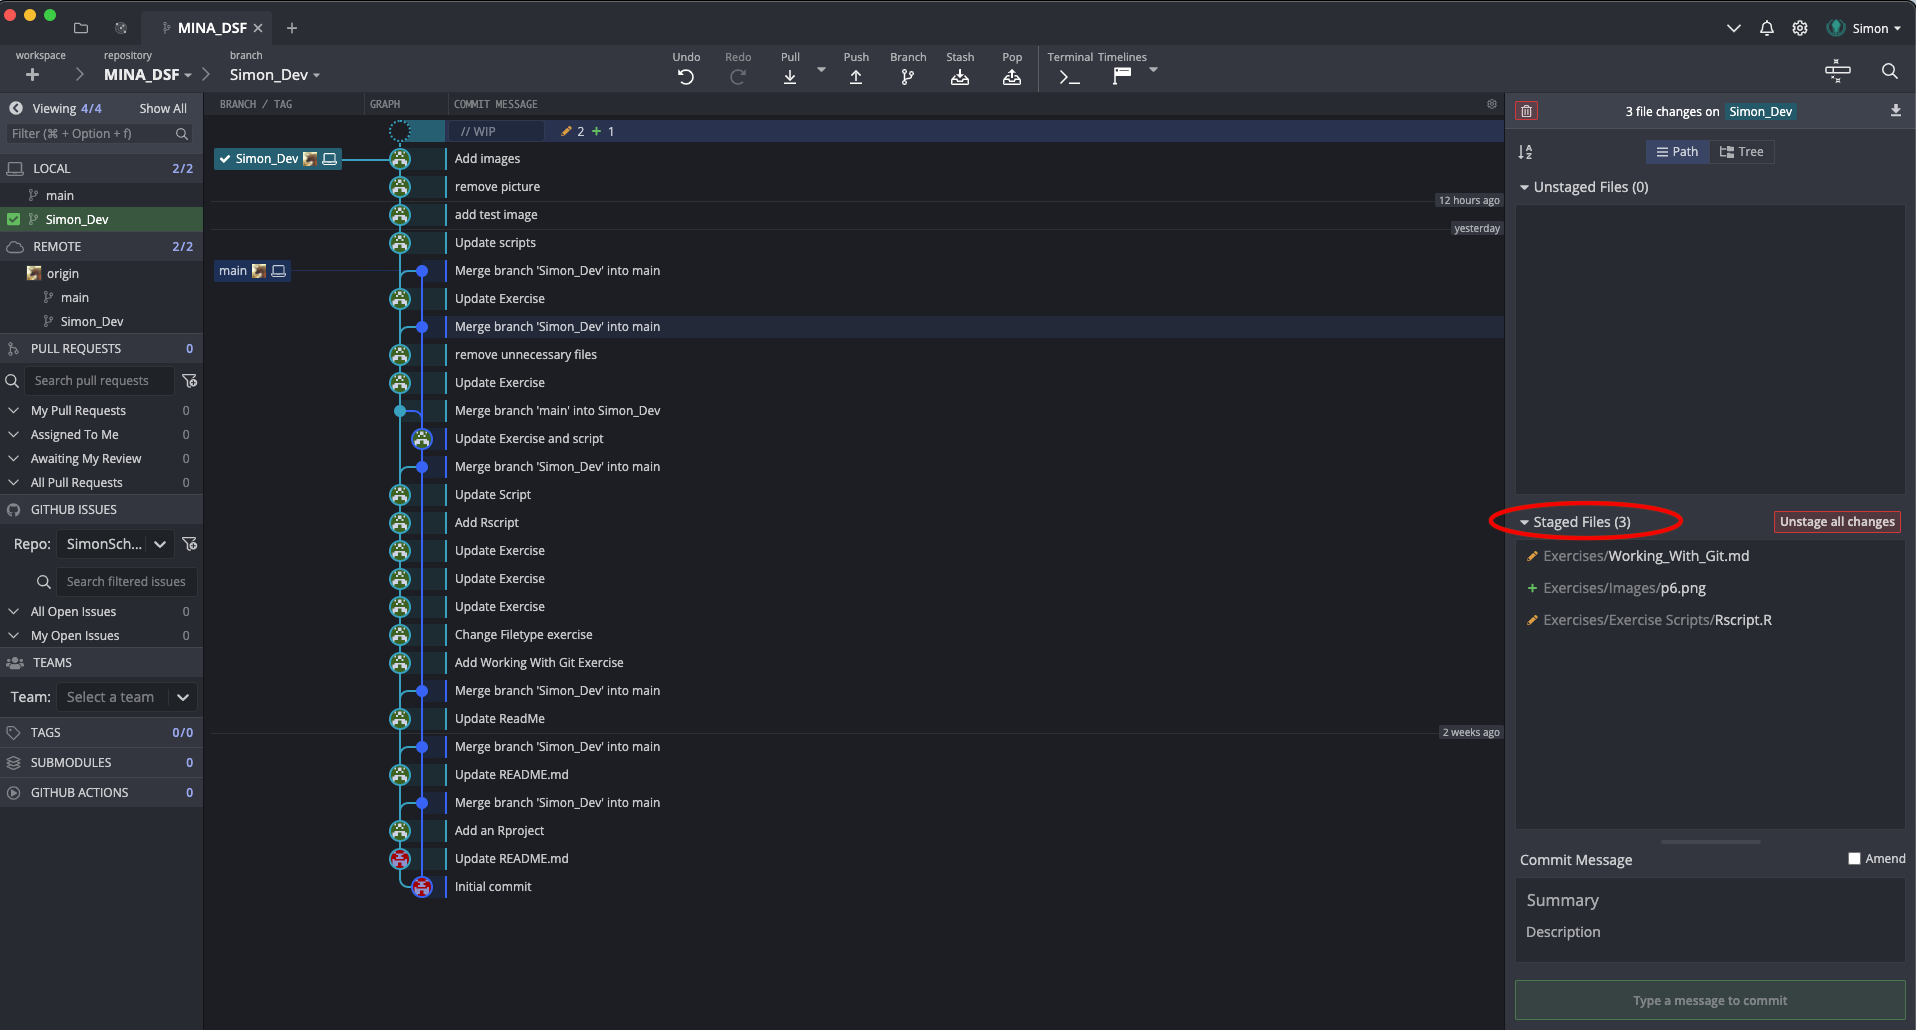 MINA_DSF
Simon
workspace
repository
MINA_DSF
branch
Simon_Dev
Undo
Redo
Pull
Push
Branch
Stash
Pop
Terminal
Timelines
Viewing 4/4
Show All
Filter (⌘ + Option + f)
LOCAL 2/2
main
Simon_Dev
REMOTE 2/2
origin
main
Simon_Dev
PULL REQUESTS 0
Search pull requests
My Pull Requests 0
Assigned To Me 0
Awaiting My Review 0
All Pull Requests 0
GITHUB ISSUES
Repo: SimonSch...
Search filtered issues
All Open Issues 0
My Open Issues 0
TEAMS
Team: Select a team
TAGS 0/0
SUBMODULES 0
GITHUB ACTIONS 0
BRANCH / TAG
GRAPH
COMMIT MESSAGE
// WIP 2 + 1
Simon_Dev Add images
remove picture
12 hours ago
add test image
yesterday
Update scripts
main Merge branch 'Simon_Dev' into main
Update Exercise
Merge branch 'Simon_Dev' into main
remove unnecessary files
Update Exercise
Merge branch 'main' into Simon_Dev
Update Exercise and script
Merge branch 'Simon_Dev' into main
Update Script
Add Rscript
Update Exercise
Update Exercise
Update Exercise
Change Filetype exercise
Add Working With Git Exercise
Merge branch 'Simon_Dev' into main
Update ReadMe
2 weeks ago
Merge branch 'Simon_Dev' into main
Update README.md
Merge branch 'Simon_Dev' into main
Add an Rproject
Update README.md
Initial commit
3 file changes on Simon_Dev
Path
Tree
Unstaged Files (0)
Staged Files (3)
Unstage all changes
Exercises/Working_With_Git.md
Exercises/Images/p6.png
Exercises/Exercise Scripts/Rscript.R
Commit Message
Amend
Summary
Description
Type a message to commit